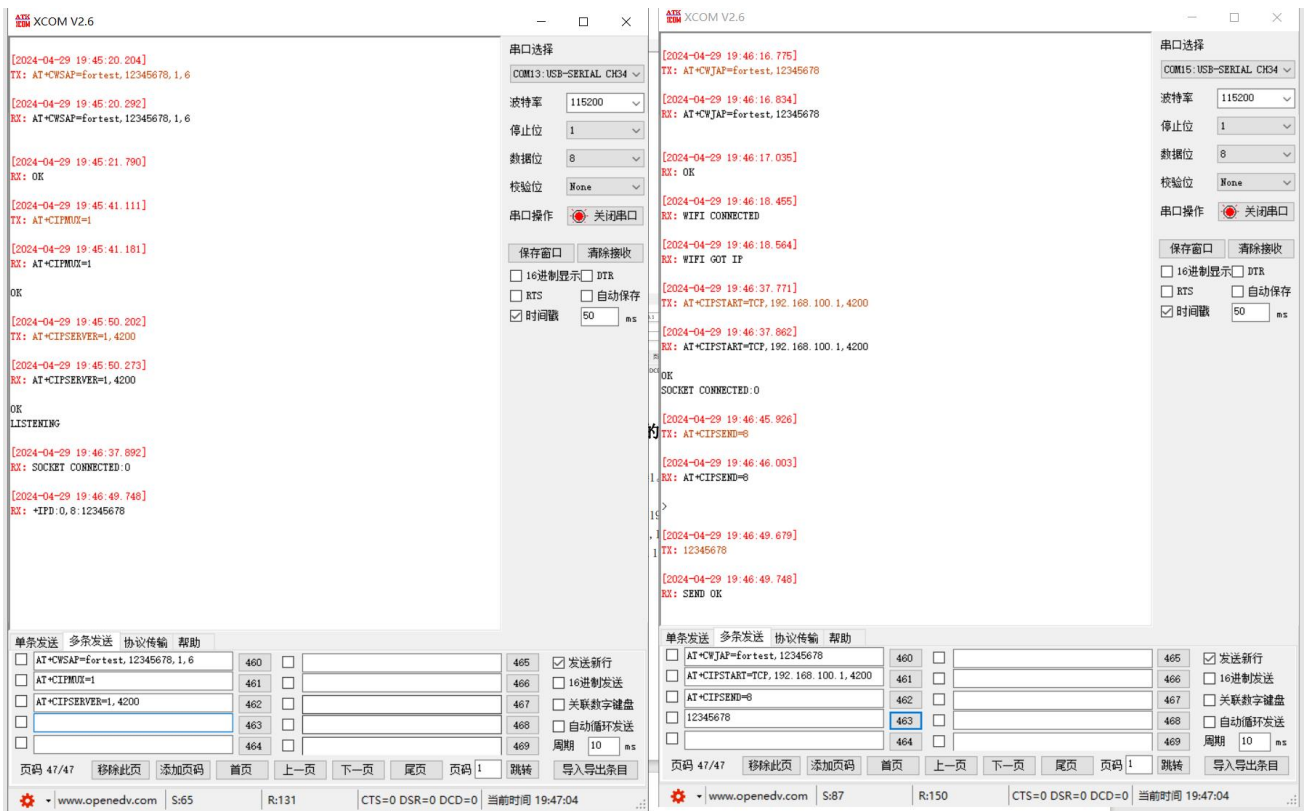 XCOM V2.6
[2024-04-29 19:45:20.204]
TX: AT+CWSAP=fortest,12345678,1,6
[2024-04-29 19:45:20.292]
RX: AT+CWSAP=fortest,12345678,1,6
[2024-04-29 19:45:21.790]
RX: OK
[2024-04-29 19:45:41.111]
TX: AT+CIPMUX=1
[2024-04-29 19:45:41.181]
RX: AT+CIPMUX=1
OK
[2024-04-29 19:45:50.202]
TX: AT+CIPSERVER=1,4200
[2024-04-29 19:45:50.273]
RX: AT+CIPSERVER=1,4200
OK
LISTENING
[2024-04-29 19:46:37.892]
RX: SOCKET CONNECTED:0
[2024-04-29 19:46:49.748]
RX: +IPD:0,8:12345678
串口选择
COM13:USB-SERIAL CH34
波特率 115200
停止位 1
数据位 8
校验位 None
串口操作 关闭串口
保存窗口 清除接收
16进制显示 DTR
RTS 自动保存
时间戳 50 ms
单条发送 多条发送 协议传输 帮助
AT+CWSAP=fortest,12345678,1,6 460 465 发送新行
AT+CIPMUX=1 461 466 16进制发送
AT+CIPSERVER=1,4200 462 467 关联数字键盘
463 468 自动循环发送
464 469 周期 10 ms
页码 47/47 移除此页 添加页码 首页 上一页 下一页 尾页 页码 1 跳转 导入导出条目
www.openedv.com S:65 R:131 CTS=0 DSR=0 DCD=0 当前时间 19:47:04
XCOM V2.6
[2024-04-29 19:46:16.775]
TX: AT+CWJAP=fortest,12345678
[2024-04-29 19:46:16.834]
RX: AT+CWJAP=fortest,12345678
[2024-04-29 19:46:17.035]
RX: OK
[2024-04-29 19:46:18.455]
RX: WIFI CONNECTED
[2024-04-29 19:46:18.564]
RX: WIFI GOT IP
[2024-04-29 19:46:37.771]
TX: AT+CIPSTART=TCP,192.168.100.1,4200
[2024-04-29 19:46:37.862]
RX: AT+CIPSTART=TCP,192.168.100.1,4200
OK
SOCKET CONNECTED:0
[2024-04-29 19:46:45.926]
TX: AT+CIPSEND=8
[2024-04-29 19:46:46.003]
RX: AT+CIPSEND=8
>
[2024-04-29 19:46:49.679]
TX: 12345678
[2024-04-29 19:46:49.748]
RX: SEND OK
串口选择
COM15:USB-SERIAL CH34
波特率 115200
停止位 1
数据位 8
校验位 None
串口操作 关闭串口
保存窗口 清除接收
16进制显示 DTR
RTS 自动保存
时间戳 50 ms
单条发送 多条发送 协议传输 帮助
AT+CWJAP=fortest,12345678 460 465 发送新行
AT+CIPSTART=TCP,192.168.100.1,4200 461 466 16进制发送
AT+CIPSEND=8 462 467 关联数字键盘
12345678 463 468 自动循环发送
464 469 周期 10 ms
页码 47/47 移除此页 添加页码 首页 上一页 下一页 尾页 页码 1 跳转 导入导出条目
www.openedv.com S:87 R:150 CTS=0 DSR=0 DCD=0 当前时间 19:47:04